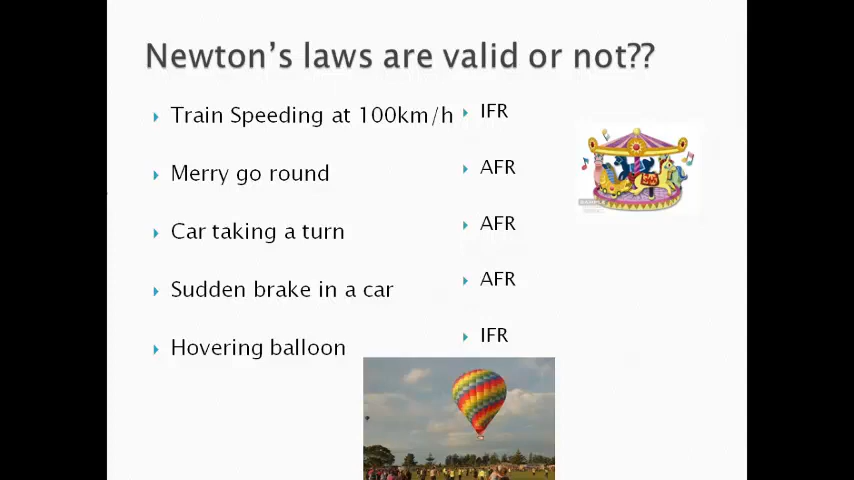 Newton's laws are valid or not??
Train Speeding at 100km/h
IFR
Merry go round
AFR
Car taking a turn
AFR
Sudden brake in a car
AFR
Hovering balloon
IFR